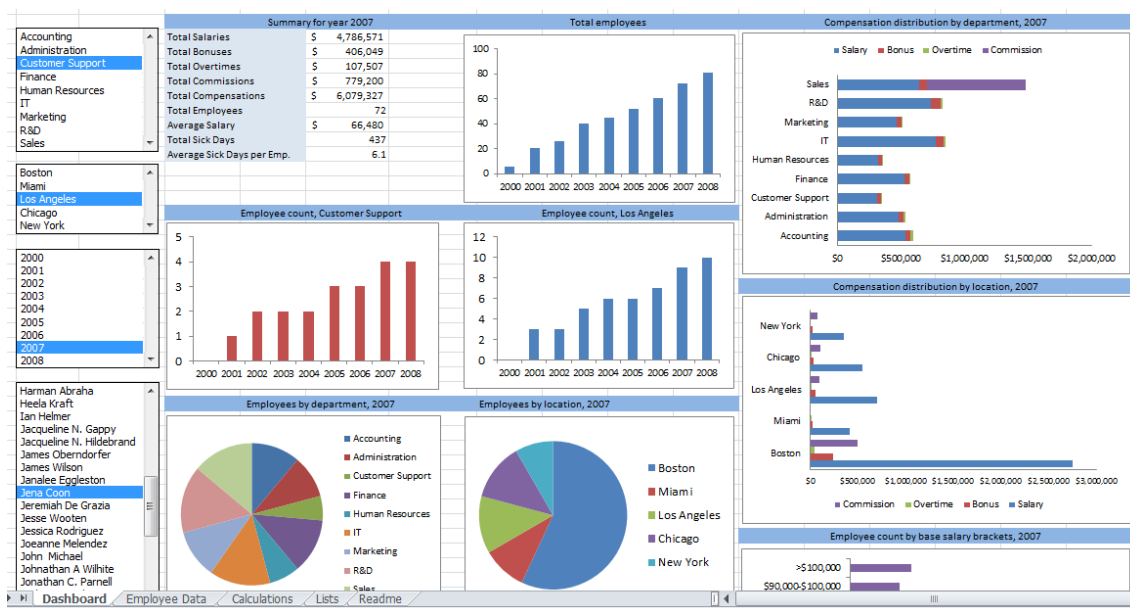 Accounting
Administration
Customer Support
Finance
Human Resources
IT
Marketing
R&D
Sales
Boston
Miami
Los Angeles
Chicago
New York
2000
2001
2002
2003
2004
2005
2006
2007
2008
Harman Abraha
Heela Kraft
Ian Helmer
Jacqueline N. Gappy
Jacqueline N. Hildebrand
James Oberndorfer
James Wilson
Janalee Eggleston
Jena Coon
Jeremiah De Grazia
Jesse Wooten
Jessica Rodriguez
Joeanne Melendez
John Michael
Johnathan A Wilhite
Jonathan C. Parnell
Summary for year 2007
Total Salaries $ 4,786,571
Total Bonuses $ 406,049
Total Overtimes $ 107,507
Total Commissions $ 779,200
Total Compensations $ 6,079,327
Total Employees 72
Average Salary $ 66,480
Total Sick Days 437
Average Sick Days per Emp. 6.1
Total employees
100
80
60
40
20
0
2000 2001 2002 2003 2004 2005 2006 2007 2008
Employee count, Customer Support
5
4
3
2
1
0
2000 2001 2002 2003 2004 2005 2006 2007 2008
Employee count, Los Angeles
12
10
8
6
4
2
0
2000 2001 2002 2003 2004 2005 2006 2007 2008
Employees by department, 2007
Accounting
Administration
Customer Support
Finance
Human Resources
IT
Marketing
R&D
Sales
Employees by location, 2007
Boston
Miami
Los Angeles
Chicago
New York
Compensation distribution by department, 2007
Salary Bonus Overtime Commission
Sales
R&D
Marketing
IT
Human Resources
Finance
Customer Support
Administration
Accounting
$0 $500,000 $1,000,000 $1,500,000 $2,000,000
Compensation distribution by location, 2007
New York
Chicago
Los Angeles
Miami
Boston
$0 $500,000 $1,000,000 $1,500,000 $2,000,000 $2,500,000 $3,000,000
Commission Overtime Bonus Salary
Employee count by base salary brackets, 2007
>$100,000
$90,000-$100,000
Dashboard Employee Data Calculations Lists Readme